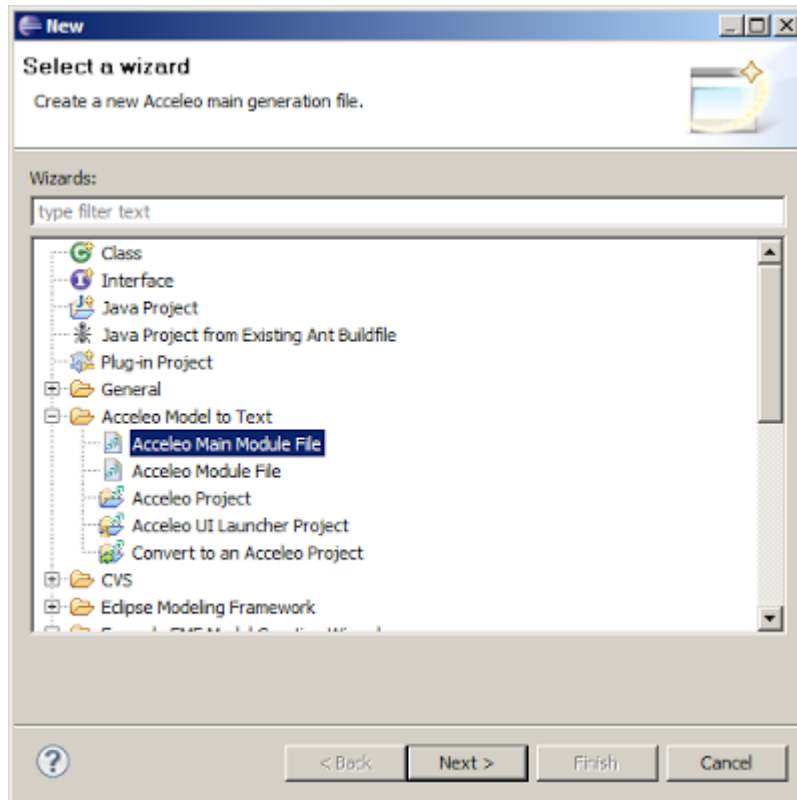 New
Select a wizard
Create a new Acceleo main generation file.
Wizards:
type filter text
Class
Interface
Java Project
Java Project from Existing Ant Buildfile
Plug-in Project
General
Acceleo Model to Text
Acceleo Main Module File
Acceleo Module File
Acceleo Project
Acceleo UI Launcher Project
Convert to an Acceleo Project
CVS
Eclipse Modeling Framework
< Back Next > Finish Cancel